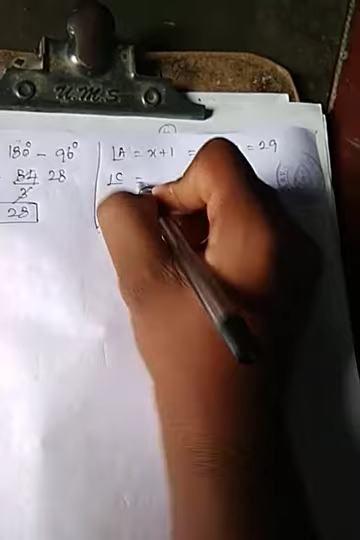 U.M.S
180° - 96°
84 28
3
28
∠A = x+1 = = 29
∠C =